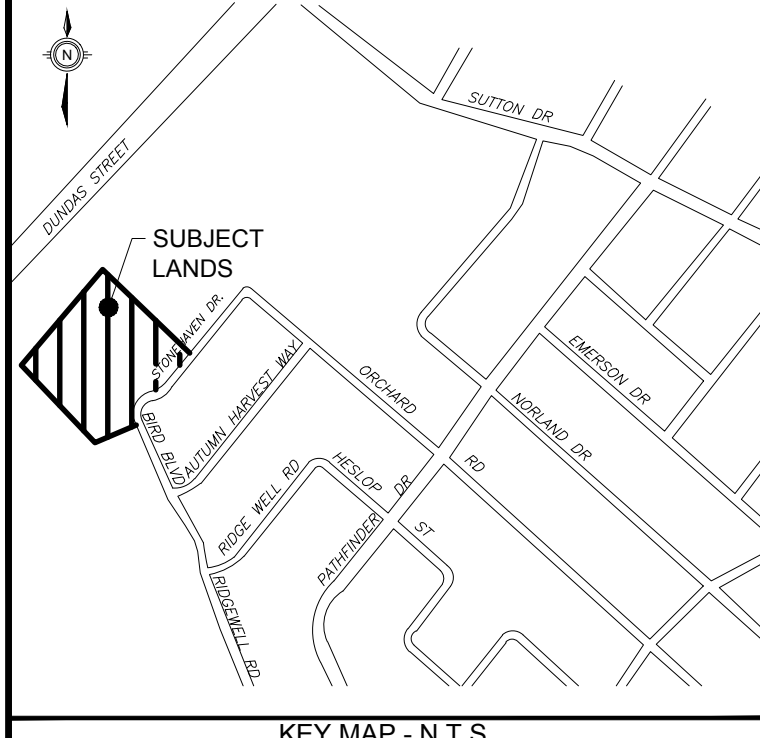 N
SUTTON DR
DUNDAS STREET
SUBJECT
LANDS
STONEHAVEN DR.
ORCHARD
RD
EMERSON DR
AUTUMN HARVEST WAY
NORLAND DR
BIRD BLVD
RIDGE WELL RD
HESLOP
ST
PATHFINDER
DR
RIDGEWELL RD
KEY MAP - N.T.S.